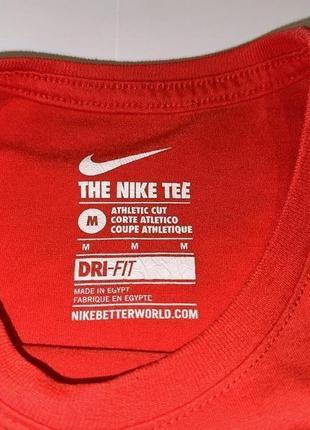 THE NIKE TEE
M
ATHLETIC CUT
CORTE ATLETICO
COUPE ATHLETIQUE
M M M
DRI-FIT
MADE IN EGYPT
FABRIQUE EN EGYPTE
NIKEBETTERWORLD.COM